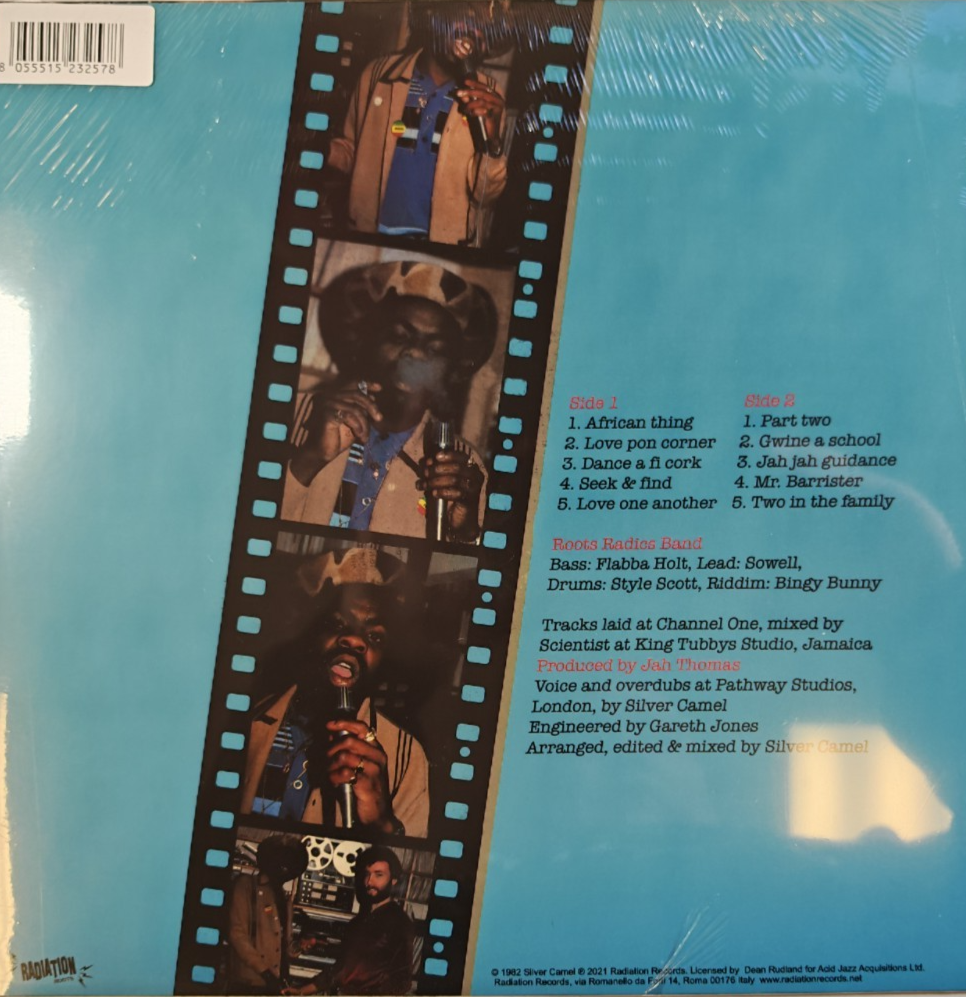 8 055515 232578
Side 1
1. African thing
2. Love pon corner
3. Dance a fi cork
4. Seek & find
5. Love one another
Side 2
1. Part two
2. Gwine a school
3. Jah jah guidance
4. Mr. Barrister
5. Two in the family
Roots Radics Band
Bass: Flabba Holt, Lead: Sowell,
Drums: Style Scott, Riddim: Bingy Bunny
Tracks laid at Channel One, mixed by
Scientist at King Tubbys Studio, Jamaica
Produced by Jah Thomas
Voice and overdubs at Pathway Studios,
London, by Silver Camel
Engineered by Gareth Jones
Arranged, edited & mixed by Silver Camel
RADIATION
© 1982 Silver Camel ℗ 2021 Radiation Records. Licensed by Dean Rudland for Acid Jazz Acquisitions Ltd.
Radiation Records, via Romanello da 14, Roma 00176 Italy www.radiationrecords.net